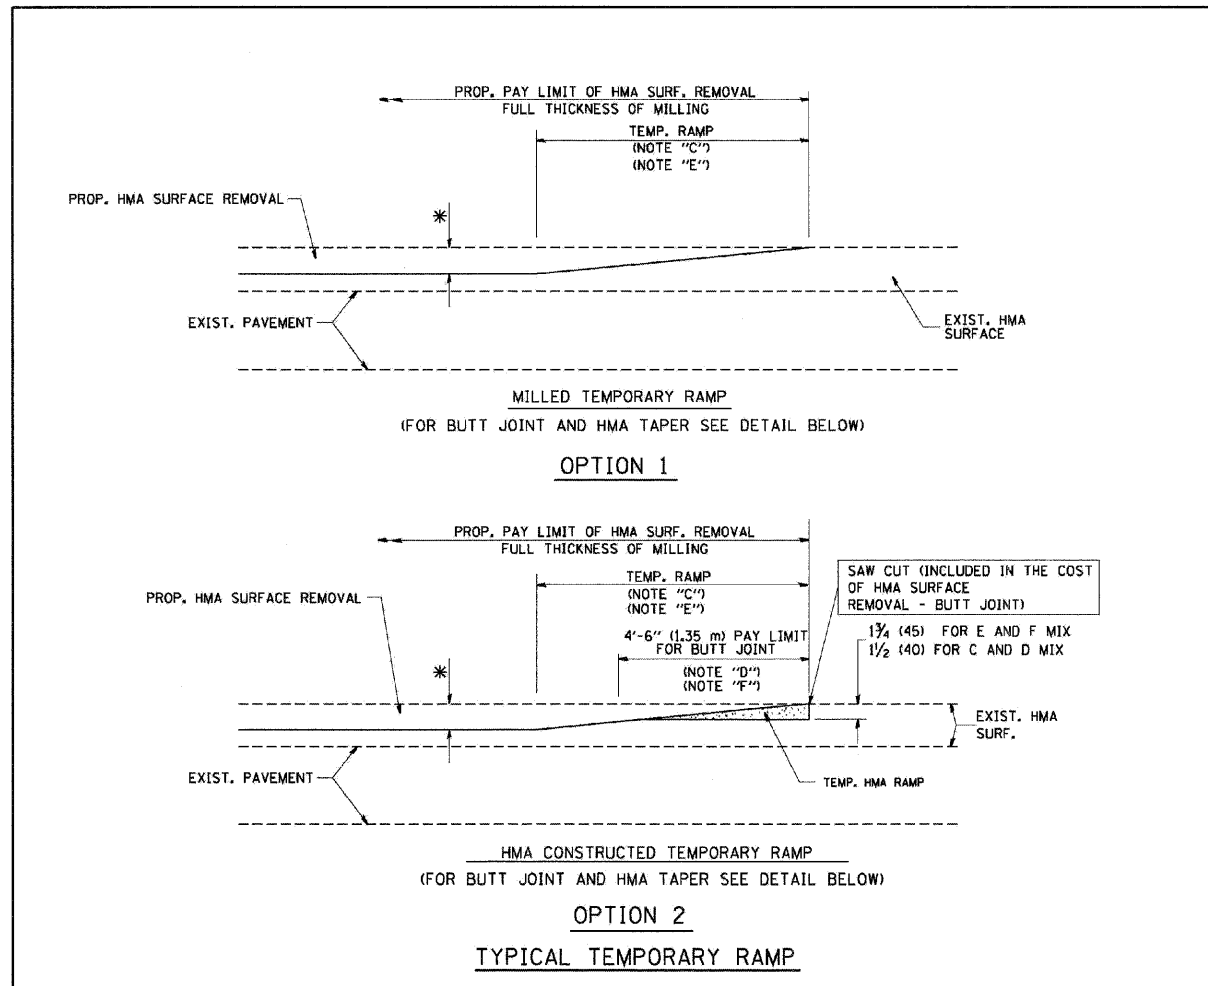 PROP. PAY LIMIT OF HMA SURF. REMOVAL
FULL THICKNESS OF MILLING
TEMP. RAMP
(NOTE "C")
(NOTE "E")
PROP. HMA SURFACE REMOVAL
*
EXIST. PAVEMENT
EXIST. HMA
SURFACE
MILLED TEMPORARY RAMP
(FOR BUTT JOINT AND HMA TAPER SEE DETAIL BELOW)
OPTION 1
PROP. PAY LIMIT OF HMA SURF. REMOVAL
FULL THICKNESS OF MILLING
TEMP. RAMP
(NOTE "C")
(NOTE "E")
SAW CUT (INCLUDED IN THE COST
OF HMA SURFACE
REMOVAL - BUTT JOINT)
PROP. HMA SURFACE REMOVAL
4'-6" (1.35 m) PAY LIMIT
FOR BUTT JOINT
(NOTE "D")
(NOTE "F")
1¾ (45) FOR E AND F MIX
1½ (40) FOR C AND D MIX
*
EXIST. HMA
SURF.
EXIST. PAVEMENT
TEMP. HMA RAMP
HMA CONSTRUCTED TEMPORARY RAMP
(FOR BUTT JOINT AND HMA TAPER SEE DETAIL BELOW)
OPTION 2
TYPICAL TEMPORARY RAMP